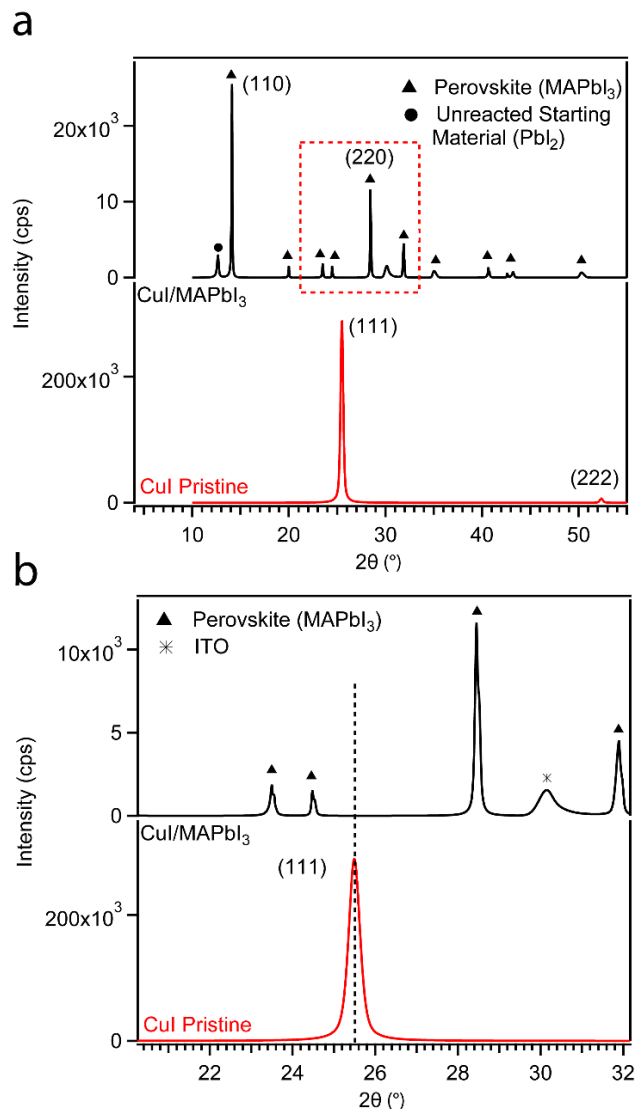 a
▲ Perovskite (MAPbI₃)
● Unreacted Starting
Material (PbI₂)
(110)
(220)
20x10³
10
0
Intensity (cps)
CuI/MAPbI₃
(111)
200x10³
(222)
CuI Pristine
0
10 20 30 40 50
2θ (°)
b
▲ Perovskite (MAPbI₃)
✳ ITO
10x10³
5
0
Intensity (cps)
CuI/MAPbI₃
(111)
200x10³
CuI Pristine
0
22 24 26 28 30 32
2θ (°)